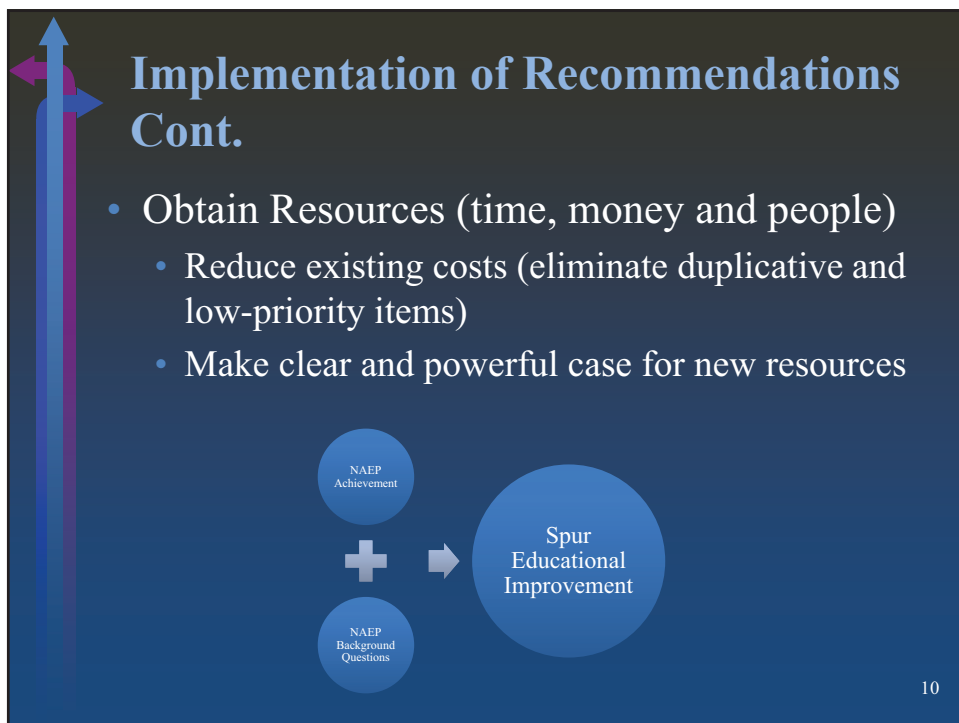 Implementation of Recommendations
Cont.
• Obtain Resources (time, money and people)
• Reduce existing costs (eliminate duplicative and
low-priority items)
• Make clear and powerful case for new resources
NAEP
Achievement
NAEP
Background
Questions
Spur
Educational
Improvement
10